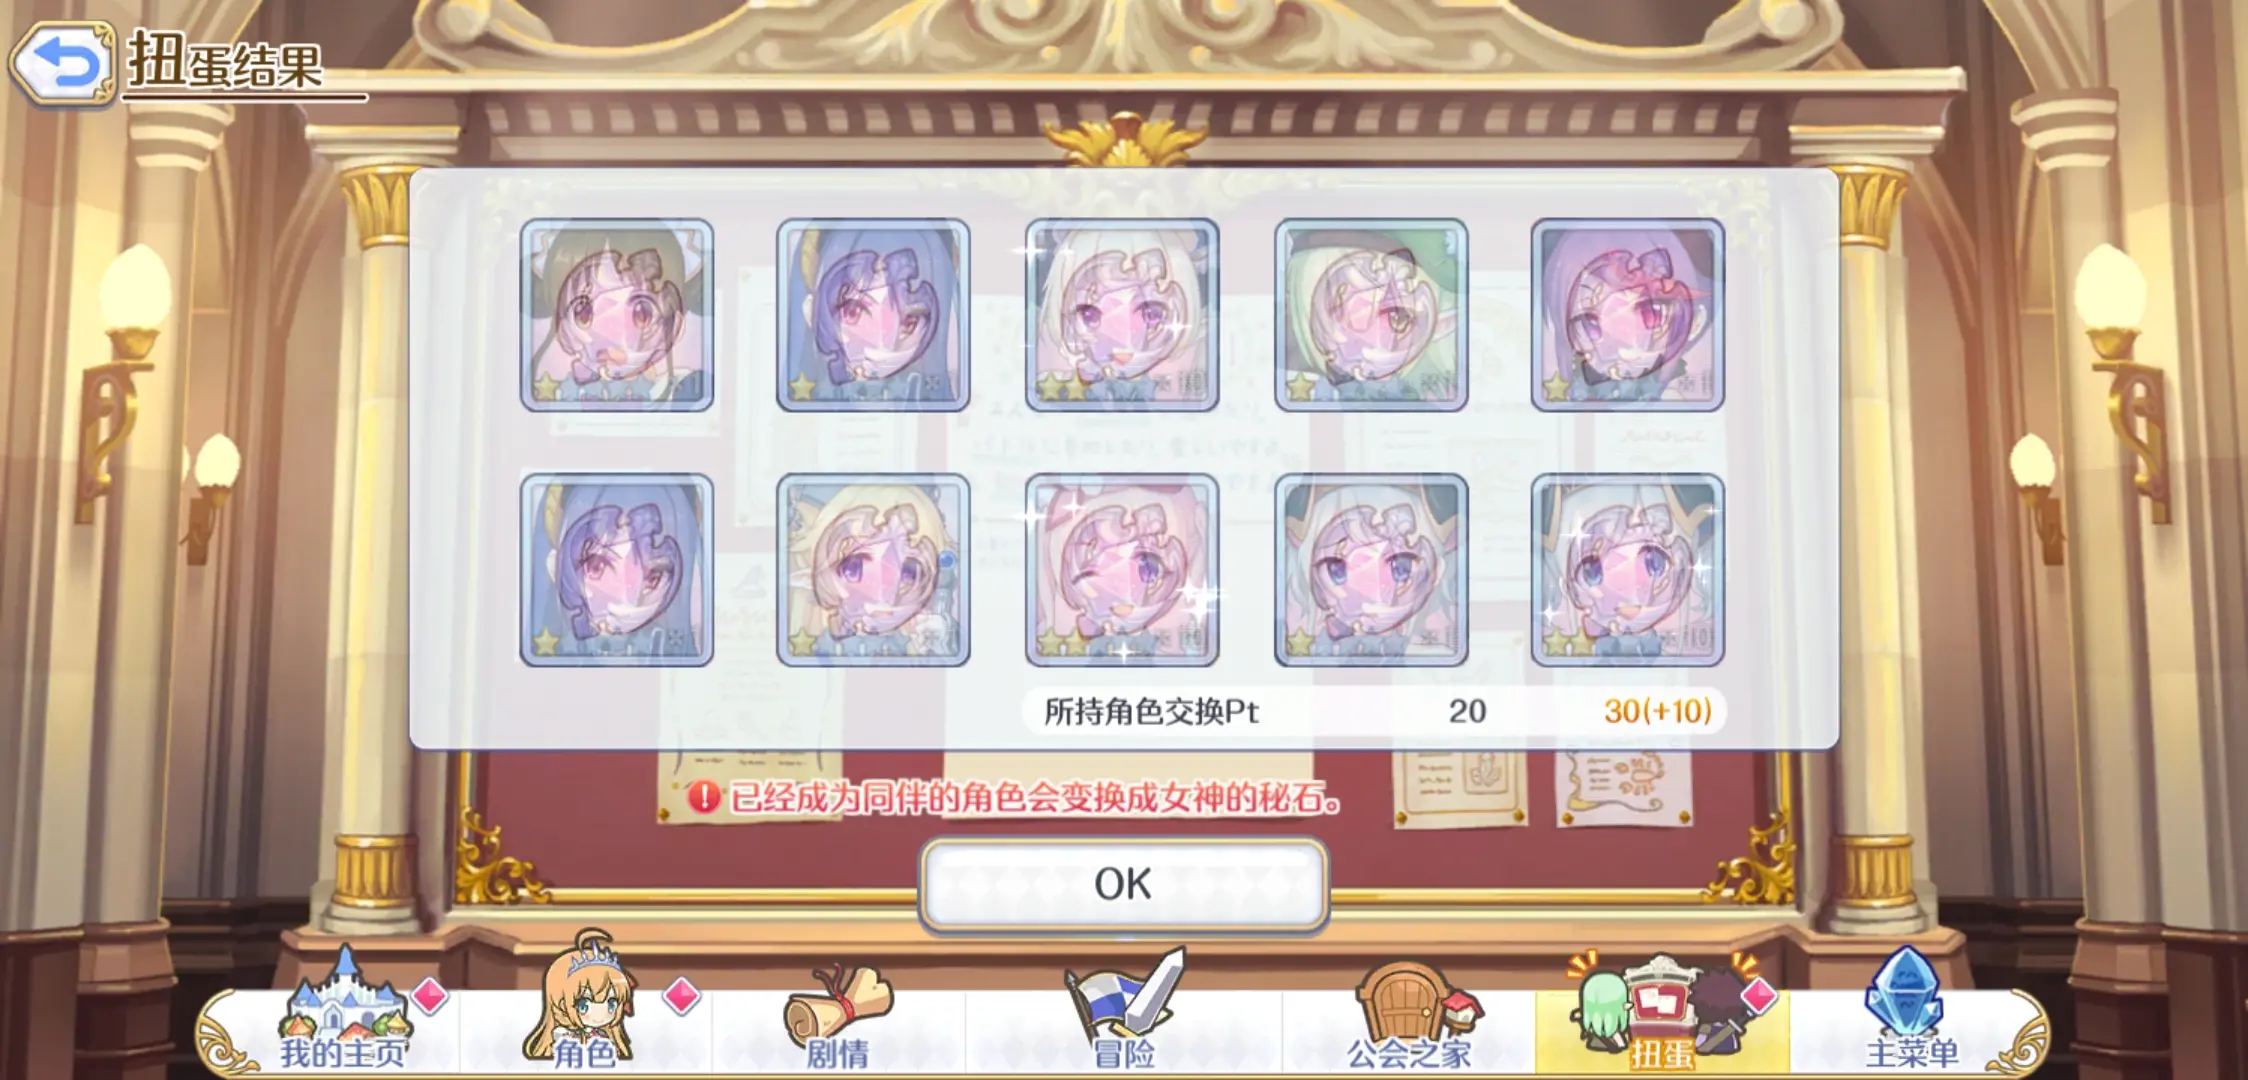 扭蛋结果
所持角色交换Pt 20 30(+10)
已经成为同伴的角色会变换成女神的秘石。
OK
我的主页 角色 剧情 冒险 公会之家 扭蛋 主菜单